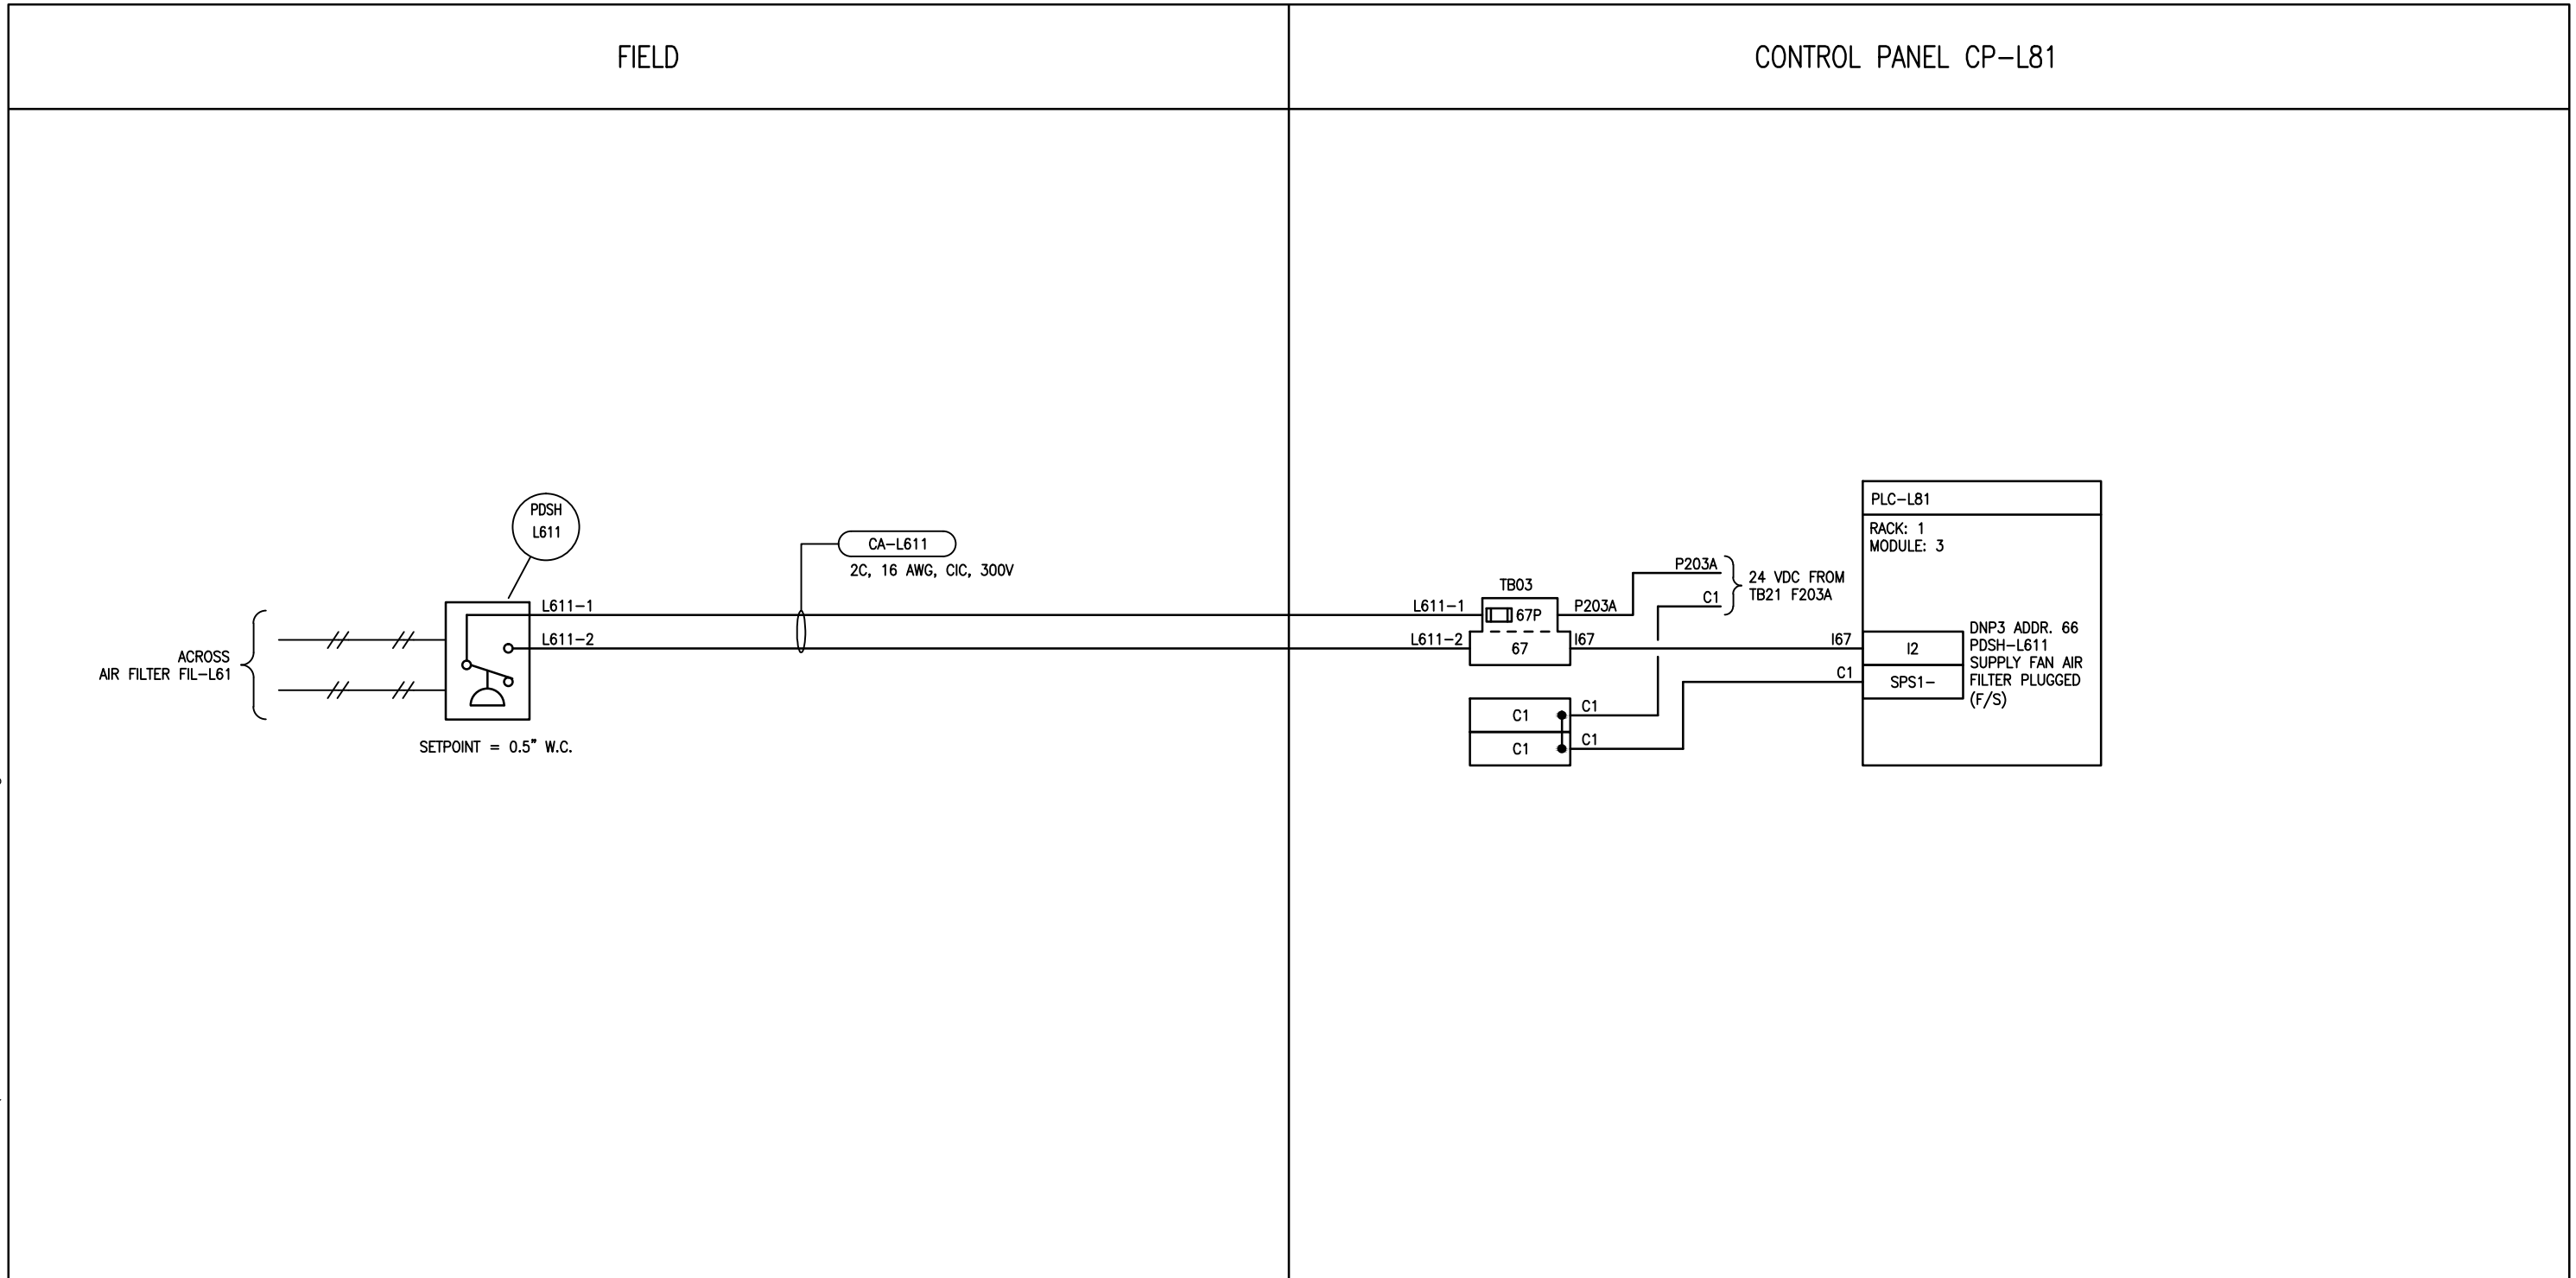 FIELD
CONTROL PANEL CP-L81
PDSH
L611
CA-L611
2C, 16 AWG, CIC, 300V
L611-1
L611-2
ACROSS
AIR FILTER FIL-L61
SETPOINT = 0.5" W.C.
TB03
L611-1
67P
P203A
L611-2
67
I67
P203A
C1
24 VDC FROM
TB21 F203A
C1
C1
C1
C1
PLC-L81
RACK: 1
MODULE: 3
I67
I2
C1
SPS1-
DNP3 ADDR. 66
PDSH-L611
SUPPLY FAN AIR
FILTER PLUGGED
(F/S)